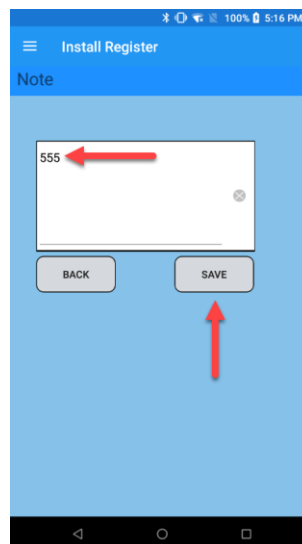 100% 5:16 PM
Install Register
Note
555
BACK
SAVE